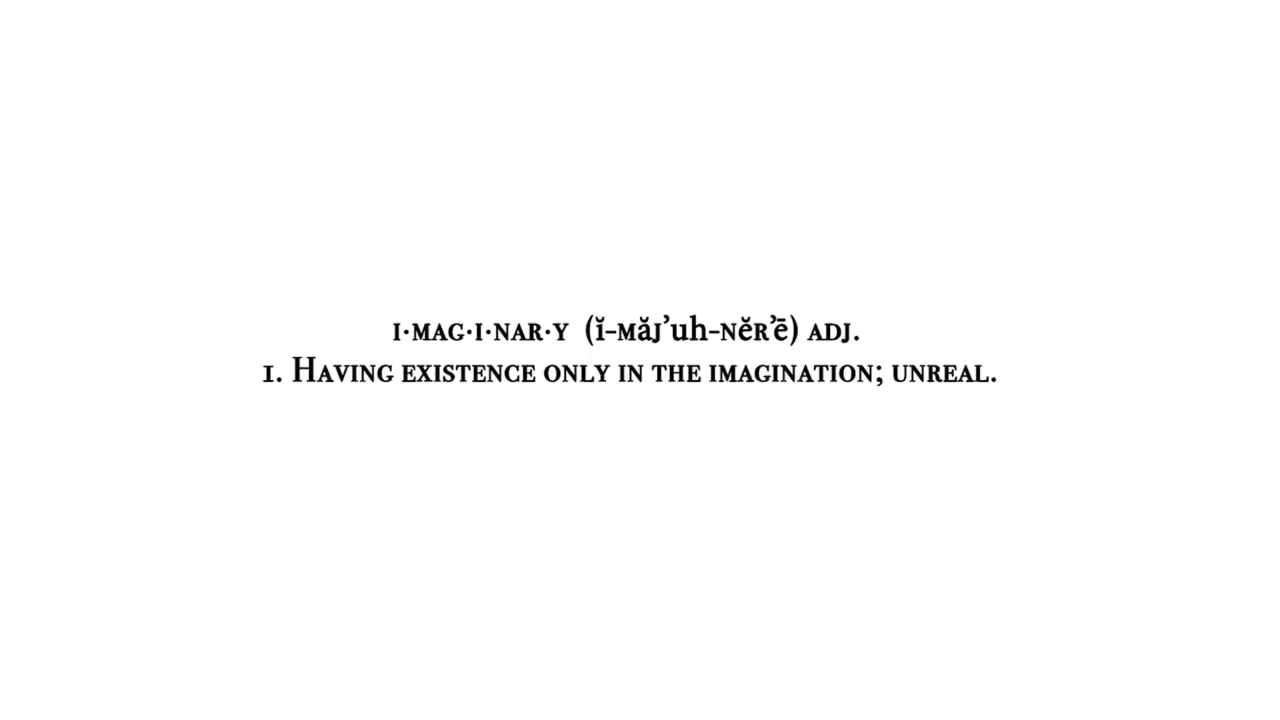 i·mag·i·nar·y (ĭ-măj’uh-nĕr’ē) adj.
1. Having existence only in the imagination; unreal.